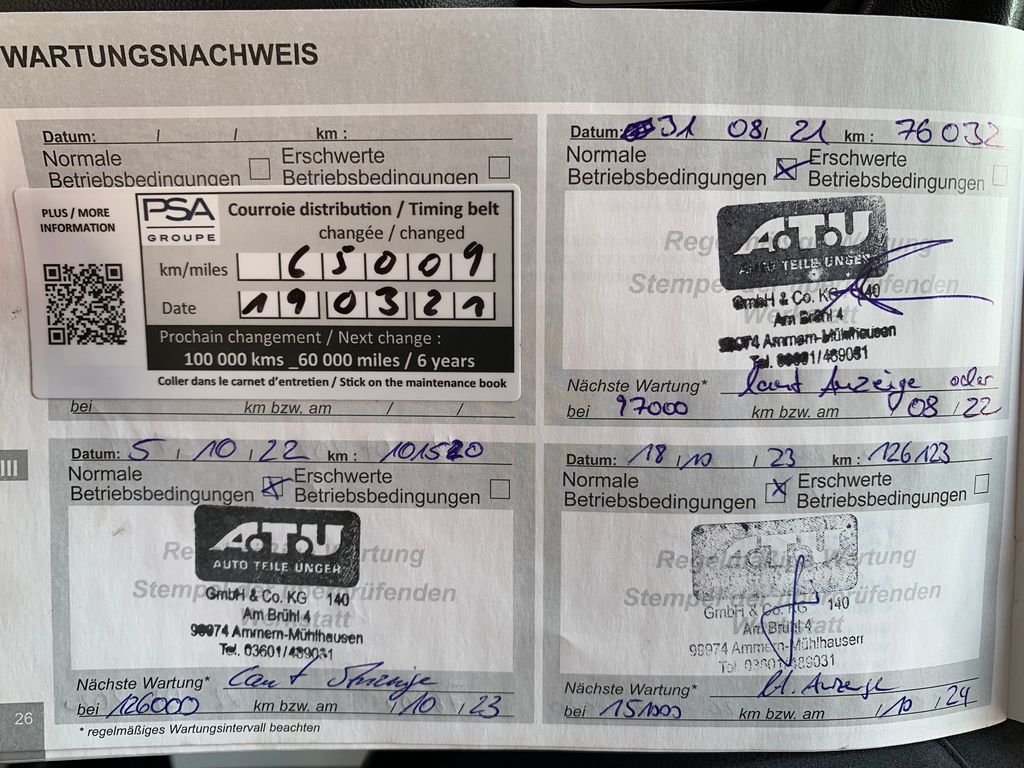 WARTUNGSNACHWEIS
Datum: / / km :
Normale
Betriebsbedingungen
Erschwerte
Betriebsbedingungen
PLUS / MORE
INFORMATION
PSA
GROUPE
Courroie distribution / Timing belt
changée / changed
km/miles 65009
Date 190321
Prochain changement / Next change :
100 000 kms _60 000 miles / 6 years
Coller dans le carnet d'entretien / Stick on the maintenance book
bei km bzw. am / /
Datum: 31 08/ 21 km : 76032
Normale
Betriebsbedingungen
Erschwerte
Betriebsbedingungen
A.T.U
AUTO TEILE UNGER
GmbH & Co. KG 140
Am Brühl 4
Ammern-Mühlhausen
Tel. 03601/489031
Nächste Wartung* laut Anzeige oder
bei 97000 km bzw. am / 08 / 22
Datum: 5 / 10 / 22 km : 101520
Normale
Betriebsbedingungen
Erschwerte
Betriebsbedingungen
A.T.U
AUTO TEILE UNGER
GmbH & Co. KG 140
Am Brühl 4
99974 Ammern-Mühlhausen
Tel. 03601/489031
Nächste Wartung* laut Anzeige
bei 126000 km bzw. am / 10 / 23
* regelmäßiges Wartungsintervall beachten
Datum: 18 / 10 / 23 km : 126123
Normale
Betriebsbedingungen
Erschwerte
Betriebsbedingungen
A.T.U
GmbH & Co. KG 140
Am Brühl 4
99974 Ammern-Mühlhausen
Tel. 03601/489031
Nächste Wartung* lt. Anzeige
bei 151000 km bzw. am / 10 / 24
III
26